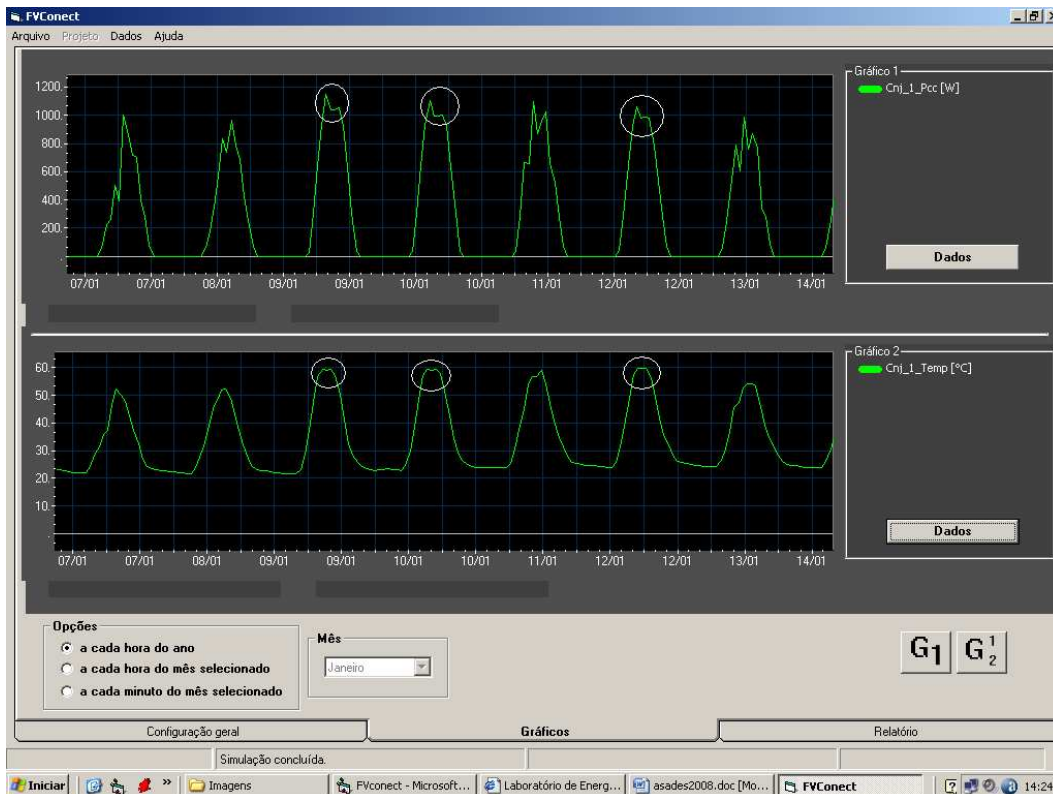 FVConect
Arquivo Projeto Dados Ajuda
1200.
1000.
800.
600.
400.
200.
07/01 07/01 08/01 09/01 09/01 10/01 10/01 11/01 12/01 12/01 13/01 14/01
Gráfico 1
Cnj_1_Pcc [W]
Dados
60.
50.
40.
30.
20.
10.
07/01 07/01 08/01 09/01 09/01 10/01 10/01 11/01 12/01 12/01 13/01 14/01
Gráfico 2
Cnj_1_Temp [°C]
Dados
Opções
a cada hora do ano
a cada hora do mês selecionado
a cada minuto do mês selecionado
Mês
Janeiro
G1 G 1 2
Configuração geral Gráficos Relatório
Simulação concluída.
Iniciar » Imagens FVconect - Microsoft... Laboratório de Energ... asades2008.doc [Mo... FVConect 14:24